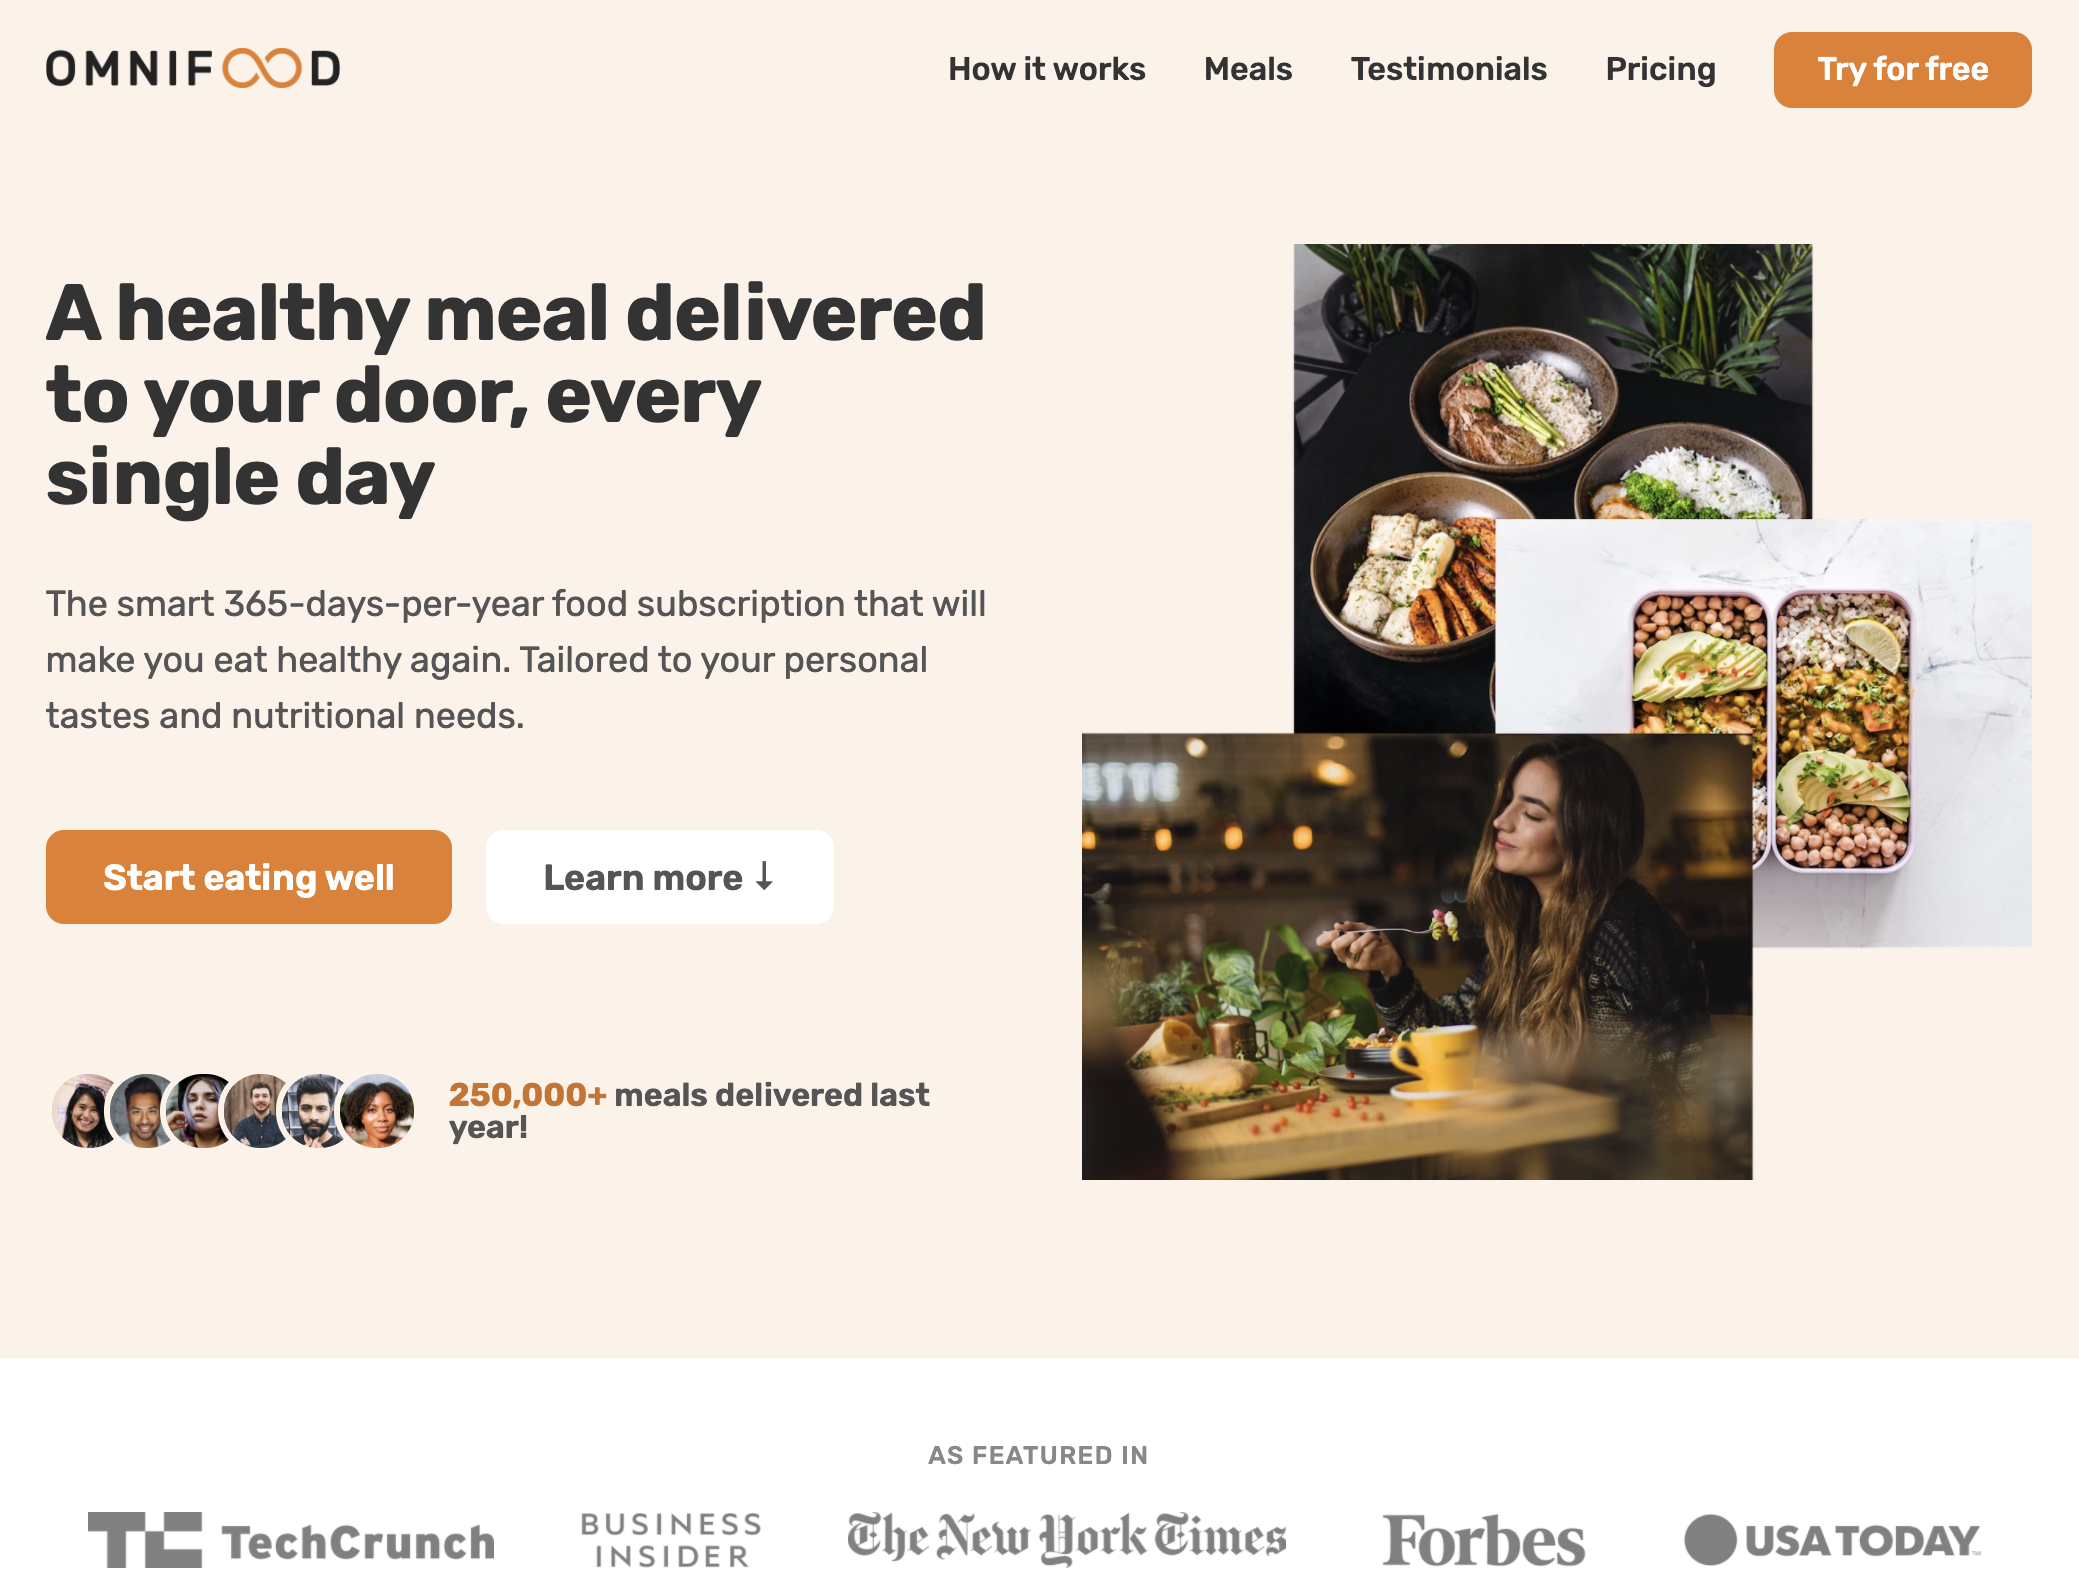 OMNIFOOD
How it works
Meals
Testimonials
Pricing
Try for free
A healthy meal delivered
to your door, every
single day
The smart 365-days-per-year food subscription that will
make you eat healthy again. Tailored to your personal
tastes and nutritional needs.
Start eating well
Learn more ↓
250,000+ meals delivered last
year!
ETTE
AS FEATURED IN
TC TechCrunch
BUSINESS
INSIDER
The New York Times
Forbes
USA TODAY